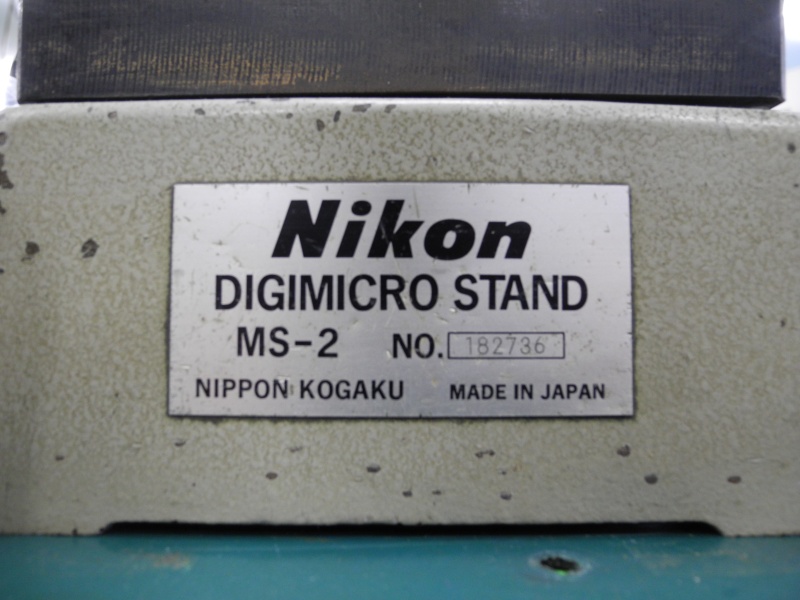 Nikon
DIGIMICRO STAND
MS-2 NO. 182736
NIPPON KOGAKU MADE IN JAPAN